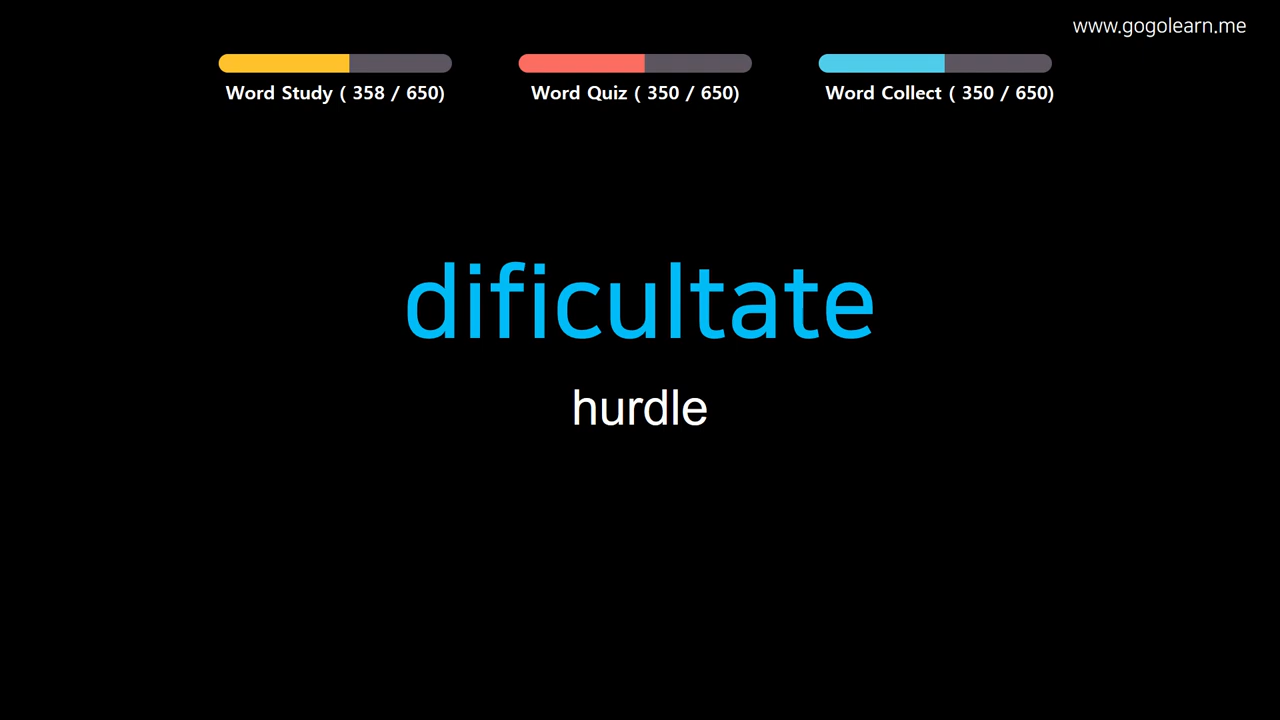 www.gogolearn.me
Word Study ( 358 / 650)
Word Quiz ( 350 / 650)
Word Collect ( 350 / 650)
dificultate
hurdle